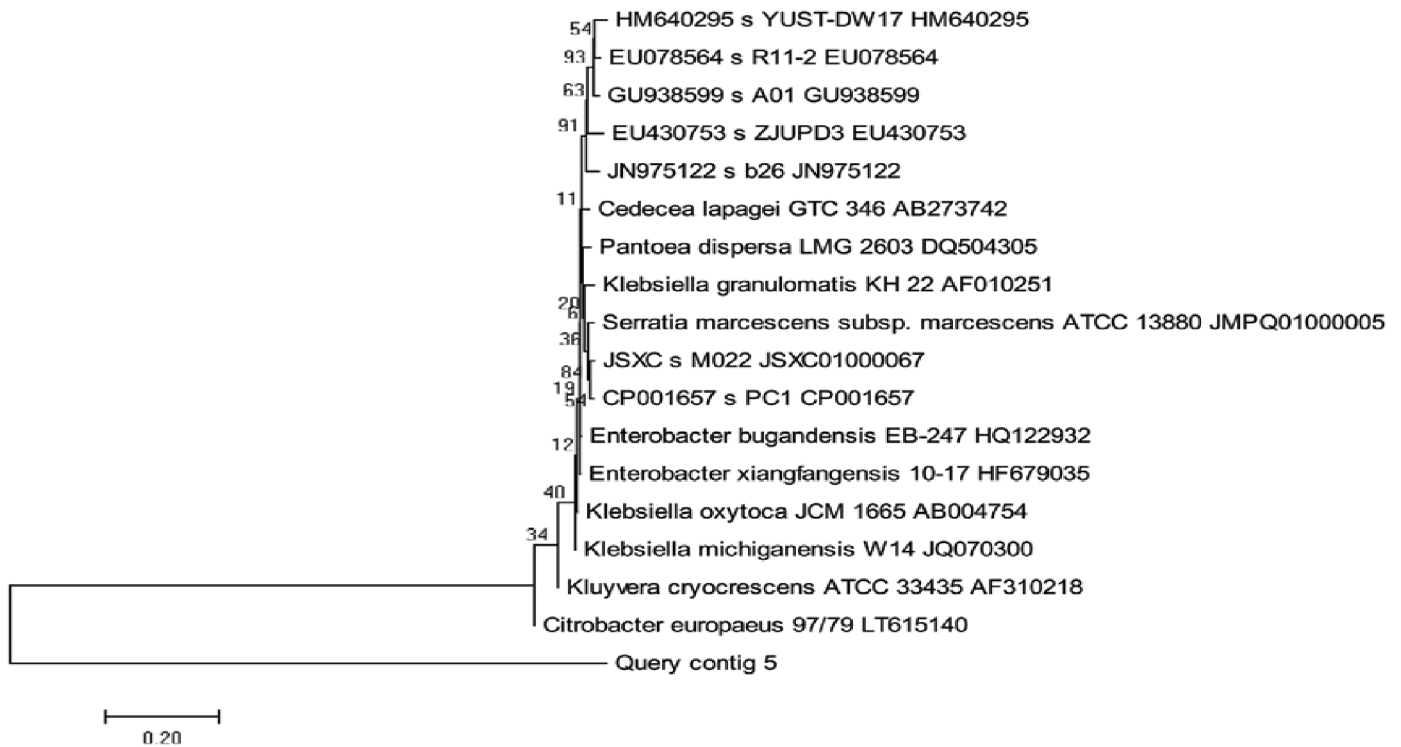 HM640295 s YUST-DW17 HM640295
54
EU078564 s R11-2 EU078564
93
GU938599 s A01 GU938599
63
EU430753 s ZJUPD3 EU430753
91
JN975122 s b26 JN975122
11
Cedecea lapagei GTC 346 AB273742
Pantoea dispersa LMG 2603 DQ504305
Klebsiella granulomatis KH 22 AF010251
20
6
Serratia marcescens subsp. marcescens ATCC 13880 JMPQ01000005
36
JSXC s M022 JSXC01000067
84
19
54
CP001657 s PC1 CP001657
Enterobacter bugandensis EB-247 HQ122932
12
Enterobacter xiangfangensis 10-17 HF679035
40
Klebsiella oxytoca JCM 1665 AB004754
34
Klebsiella michiganensis W14 JQ070300
Kluyvera cryocrescens ATCC 33435 AF310218
Citrobacter europaeus 97/79 LT615140
Query contig 5
0.20